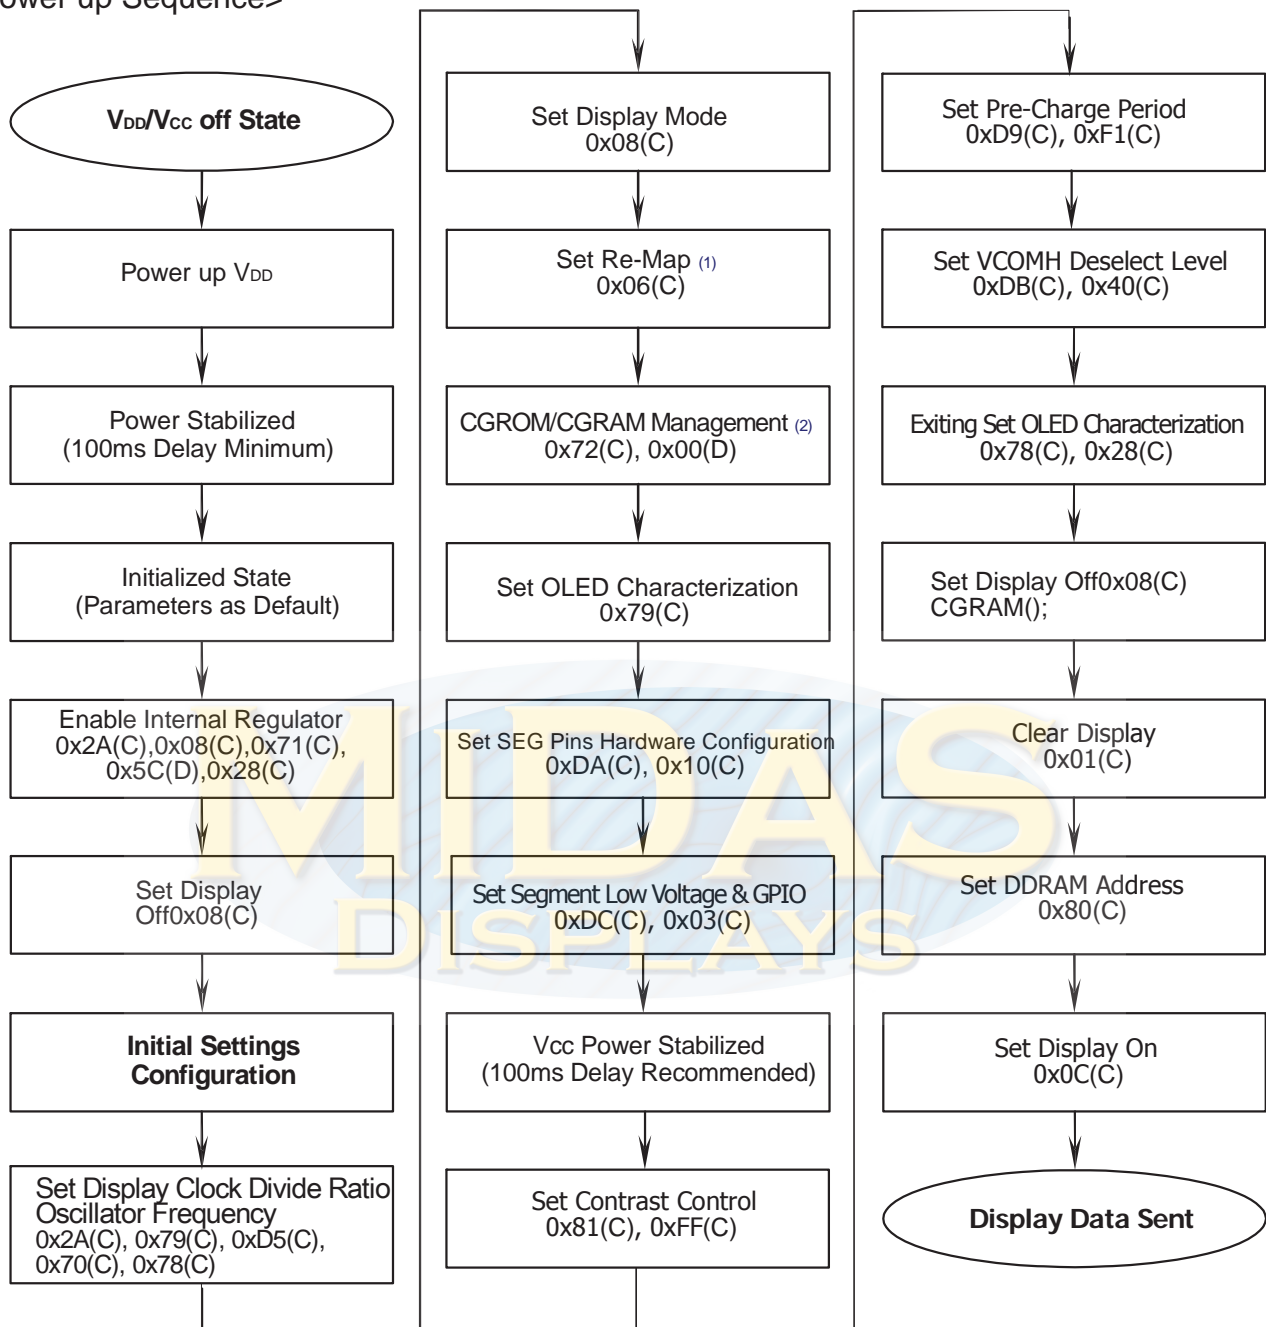 ower up Sequence>
VDD/VCC off State
Power up VDD
Power Stabilized
(100ms Delay Minimum)
Initialized State
(Parameters as Default)
Enable Internal Regulator
0x2A(C),0x08(C),0x71(C),
0x5C(D),0x28(C)
Set Display
Off0x08(C)
Initial Settings
Configuration
Set Display Clock Divide Ratio
Oscillator Frequency
0x2A(C), 0x79(C), 0xD5(C),
0x70(C), 0x78(C)
Set Display Mode
0x08(C)
Set Re-Map (1)
0x06(C)
CGROM/CGRAM Management (2)
0x72(C), 0x00(D)
Set OLED Characterization
0x79(C)
Set SEG Pins Hardware Configuration
0xDA(C), 0x10(C)
Set Segment Low Voltage & GPIO
0xDC(C), 0x03(C)
Vcc Power Stabilized
(100ms Delay Recommended)
Set Contrast Control
0x81(C), 0xFF(C)
Set Pre-Charge Period
0xD9(C), 0xF1(C)
Set VCOMH Deselect Level
0xDB(C), 0x40(C)
Exiting Set OLED Characterization
0x78(C), 0x28(C)
Set Display Off0x08(C)
CGRAM();
Clear Display
0x01(C)
Set DDRAM Address
0x80(C)
Set Display On
0x0C(C)
Display Data Sent
MIDAS
DISPLAYS